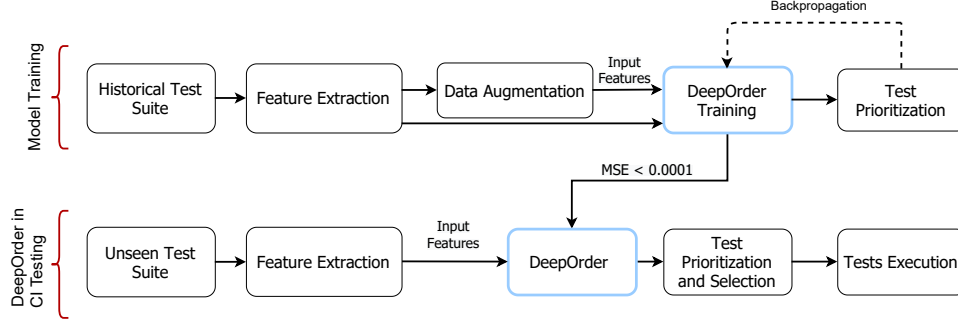 Backpropagation
Model Training
Historical Test
Suite
Feature Extraction
Data Augmentation
Input
Features
DeepOrder
Training
Test
Prioritization
MSE < 0.0001
DeepOrder in
CI Testing
Unseen Test
Suite
Feature Extraction
Input
Features
DeepOrder
Test
Prioritization
and Selection
Tests Execution